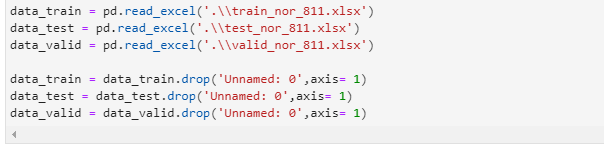 data_train = pd.read_excel('.\\train_nor_811.xlsx')
data_test = pd.read_excel('.\\test_nor_811.xlsx')
data_valid = pd.read_excel('.\\valid_nor_811.xlsx')
data_train = data_train.drop('Unnamed: 0',axis= 1)
data_test = data_test.drop('Unnamed: 0',axis= 1)
data_valid = data_valid.drop('Unnamed: 0',axis= 1)